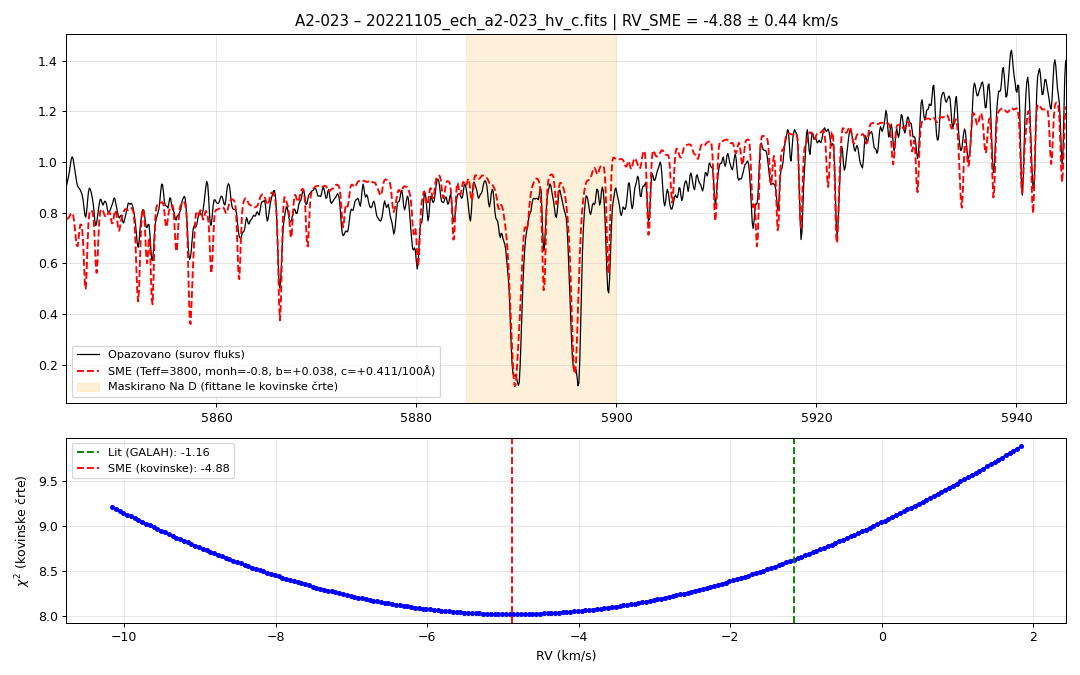 A2-023 – 20221105_ech_a2-023_hv_c.fits | RV_SME = -4.88 ± 0.44 km/s
1.4
1.2
1.0
0.8
0.6
0.4
0.2
Opazovano (surov fluks)
SME (Teff=3800, monh=-0.8, b=+0.038, c=+0.411/100Å)
Maskirano Na D (fittane le kovinske črte)
5860 5880 5900 5920 5940
χ² (kovinske črte)
9.5
9.0
8.5
8.0
Lit (GALAH): -1.16
SME (kovinske): -4.88
−10 −8 −6 −4 −2 0 2
RV (km/s)